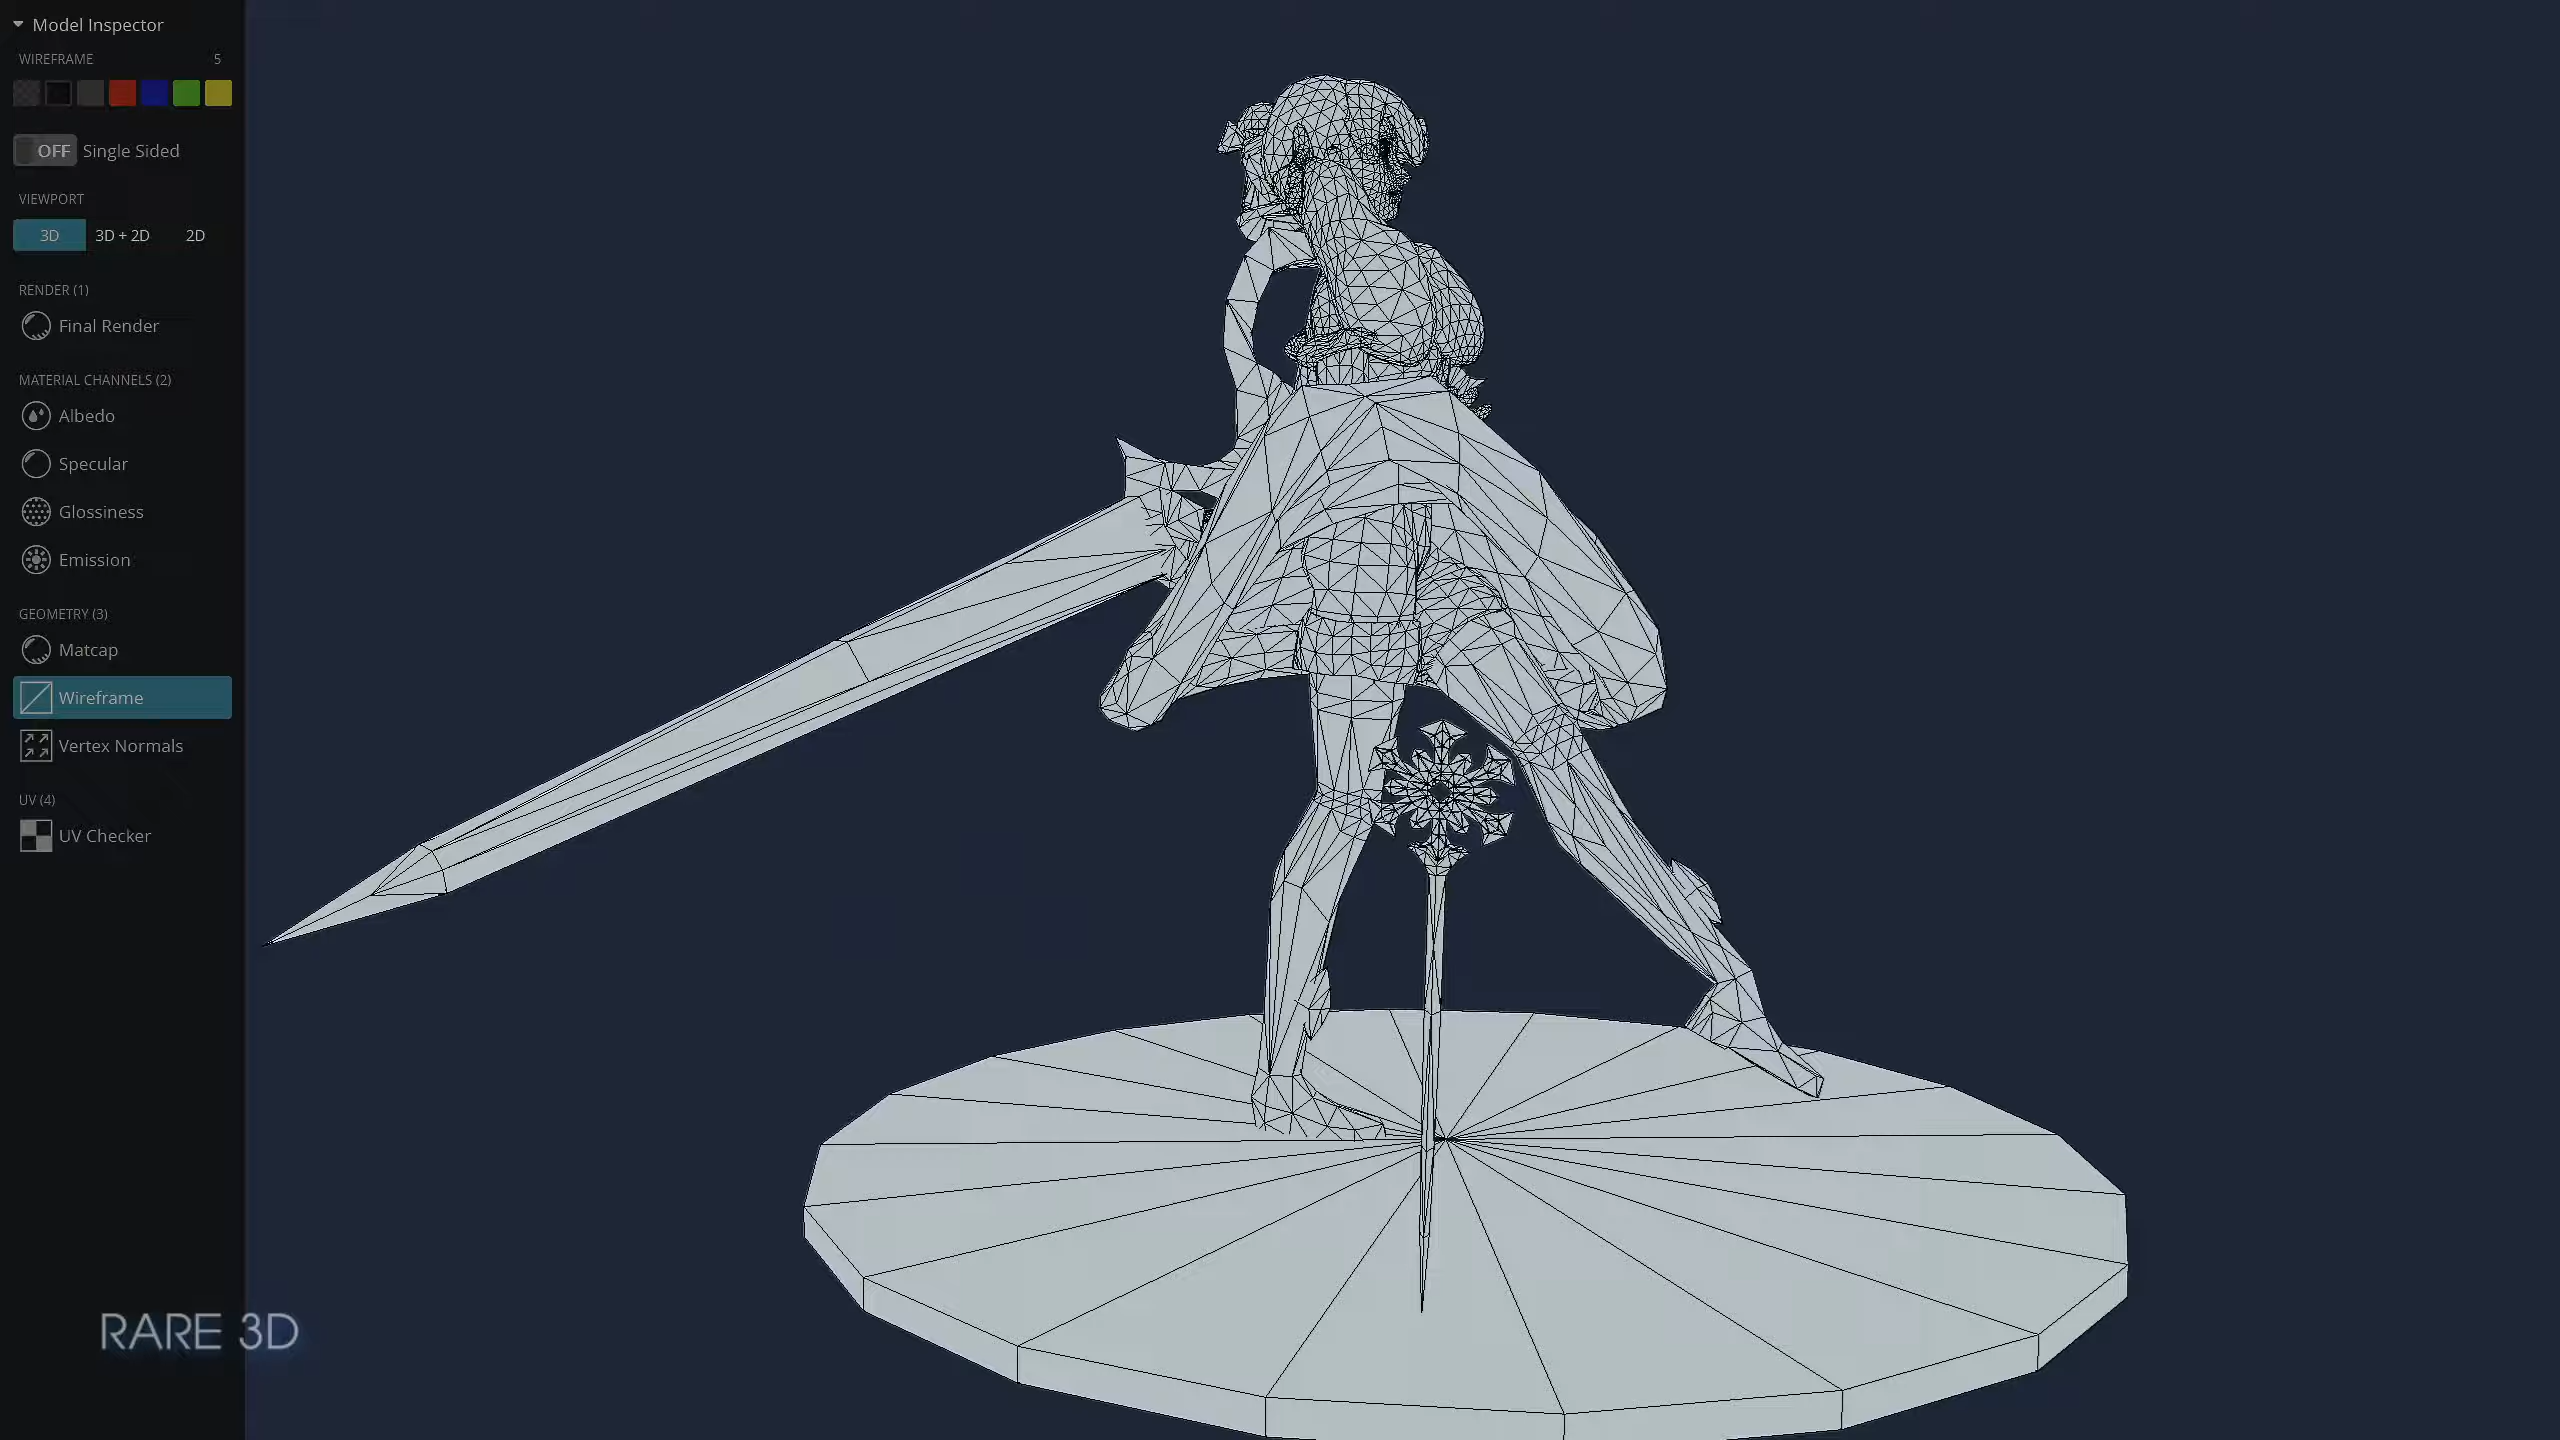 Model Inspector
WIREFRAME 5
OFF Single Sided
VIEWPORT
3D 3D + 2D 2D
RENDER (1)
Final Render
MATERIAL CHANNELS (2)
Albedo
Specular
Glossiness
Emission
GEOMETRY (3)
Matcap
Wireframe
Vertex Normals
UV (4)
UV Checker
RARE 3D